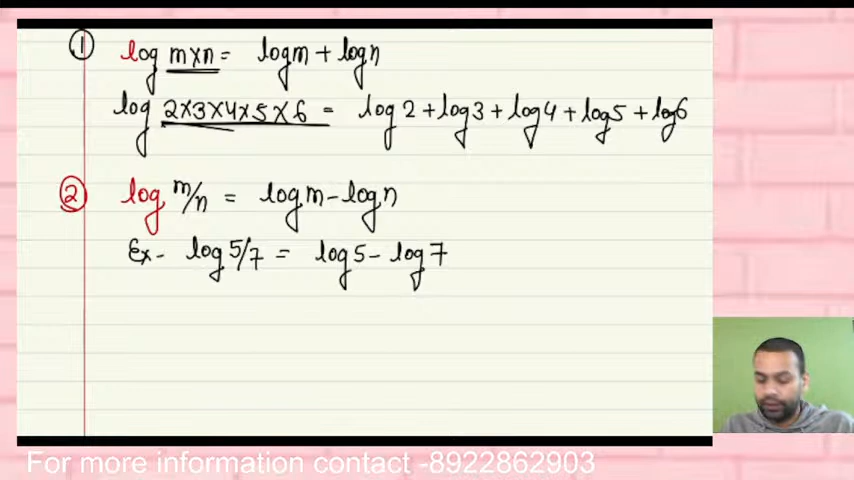 ① log m×n = log m + log n
log 2×3×4×5×6 = log 2 + log 3 + log 4 + log 5 + log 6
② log m/n = log m - log n
Ex- log 5/7 = log 5 - log 7
For more information contact -8922862903